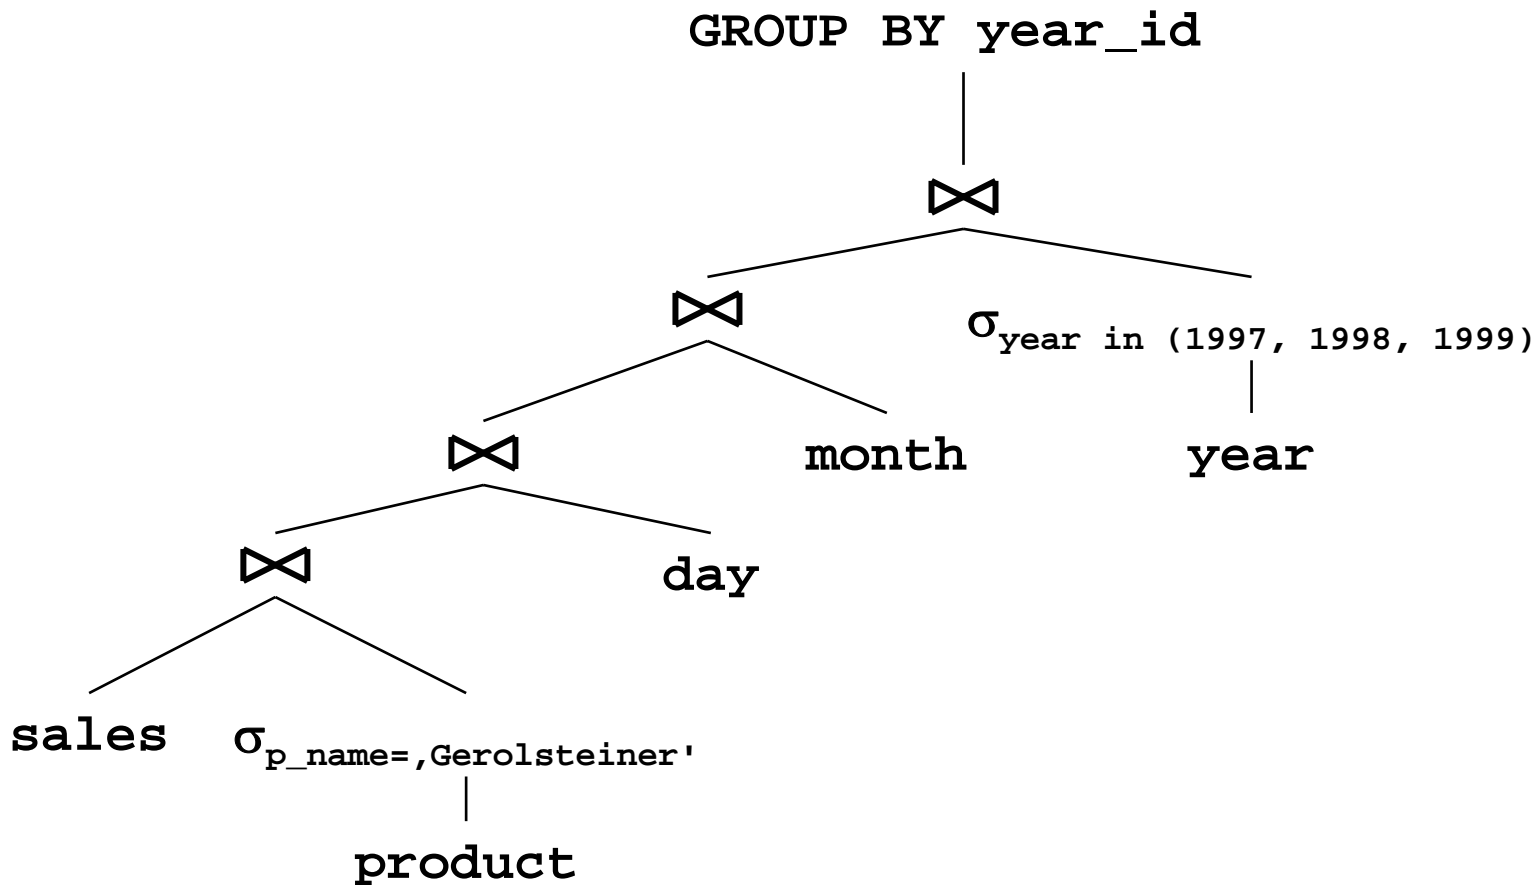 GROUP BY year_id
⋈
⋈
σyear in (1997, 1998, 1999)
⋈
month
year
⋈
day
sales
σp_name=‚Gerolsteiner'
product